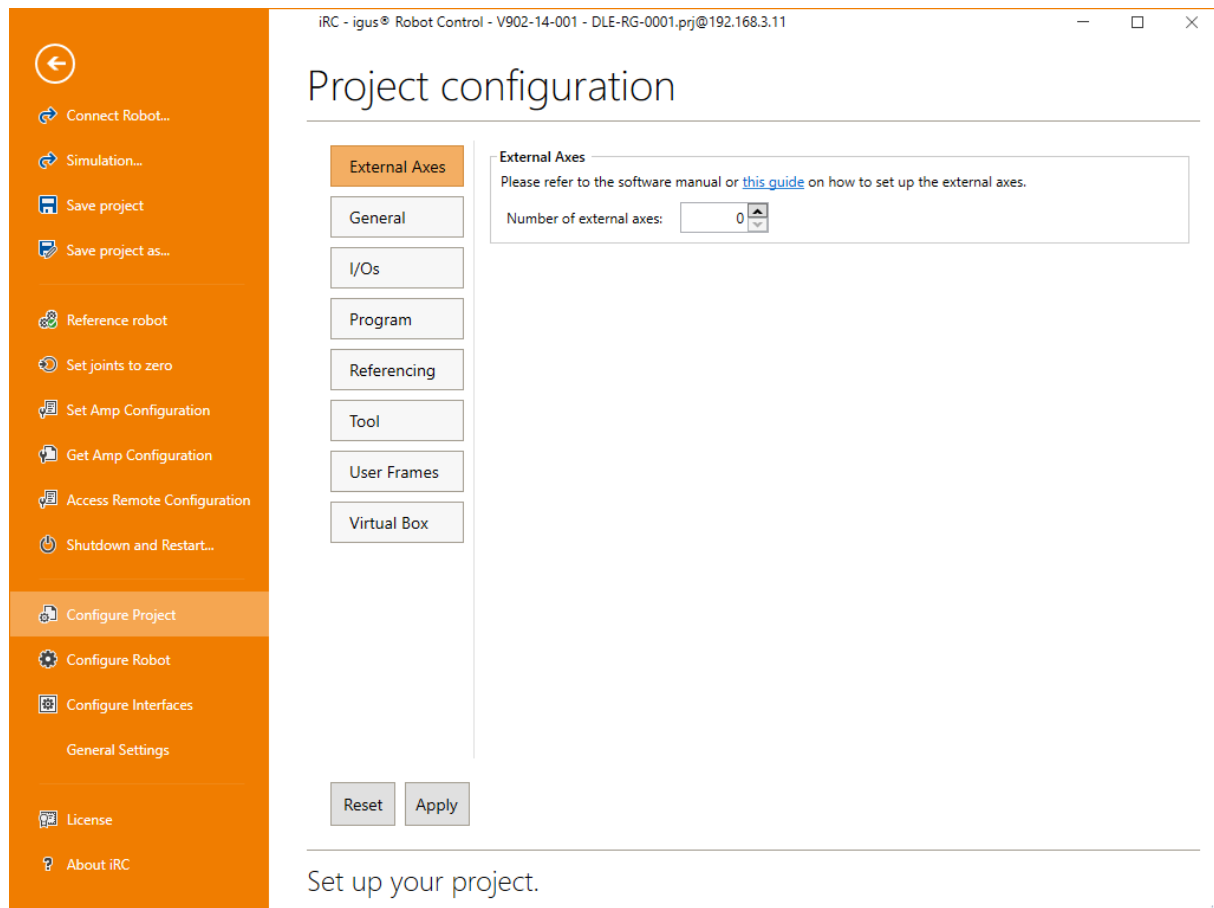 iRC - igus® Robot Control - V902-14-001 - DLE-RG-0001.prj@192.168.3.11
Connect Robot...
Simulation...
Save project
Save project as...
Reference robot
Set joints to zero
Set Amp Configuration
Get Amp Configuration
Access Remote Configuration
Shutdown and Restart...
Configure Project
Configure Robot
Configure Interfaces
General Settings
License
About iRC
Project configuration
External Axes
General
I/Os
Program
Referencing
Tool
User Frames
Virtual Box
External Axes
Please refer to the software manual or this guide on how to set up the external axes.
Number of external axes: 0
Reset Apply
Set up your project.